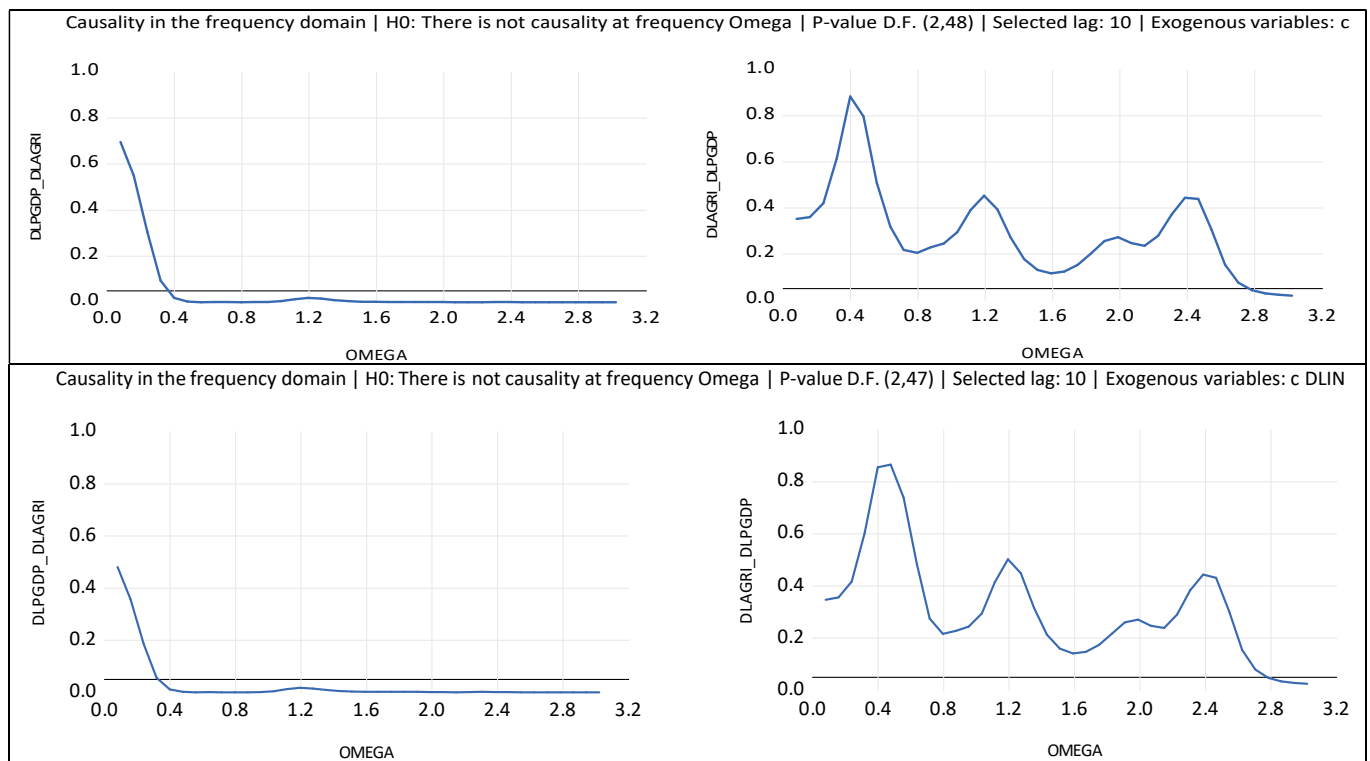 Causality in the frequency domain | H0: There is not causality at frequency Omega | P-value D.F. (2,48) | Selected lag: 10 | Exogenous variables: c
DLPGDP_DLAGRI
1.0
0.8
0.6
0.4
0.2
0.0
0.0 0.4 0.8 1.2 1.6 2.0 2.4 2.8 3.2
OMEGA
DLAGRI_DLPGDP
1.0
0.8
0.6
0.4
0.2
0.0
0.0 0.4 0.8 1.2 1.6 2.0 2.4 2.8 3.2
OMEGA
Causality in the frequency domain | H0: There is not causality at frequency Omega | P-value D.F. (2,47) | Selected lag: 10 | Exogenous variables: c DLIN
DLPGDP_DLAGRI
1.0
0.8
0.6
0.4
0.2
0.0
0.0 0.4 0.8 1.2 1.6 2.0 2.4 2.8 3.2
OMEGA
DLAGRI_DLPGDP
1.0
0.8
0.6
0.4
0.2
0.0
0.0 0.4 0.8 1.2 1.6 2.0 2.4 2.8 3.2
OMEGA